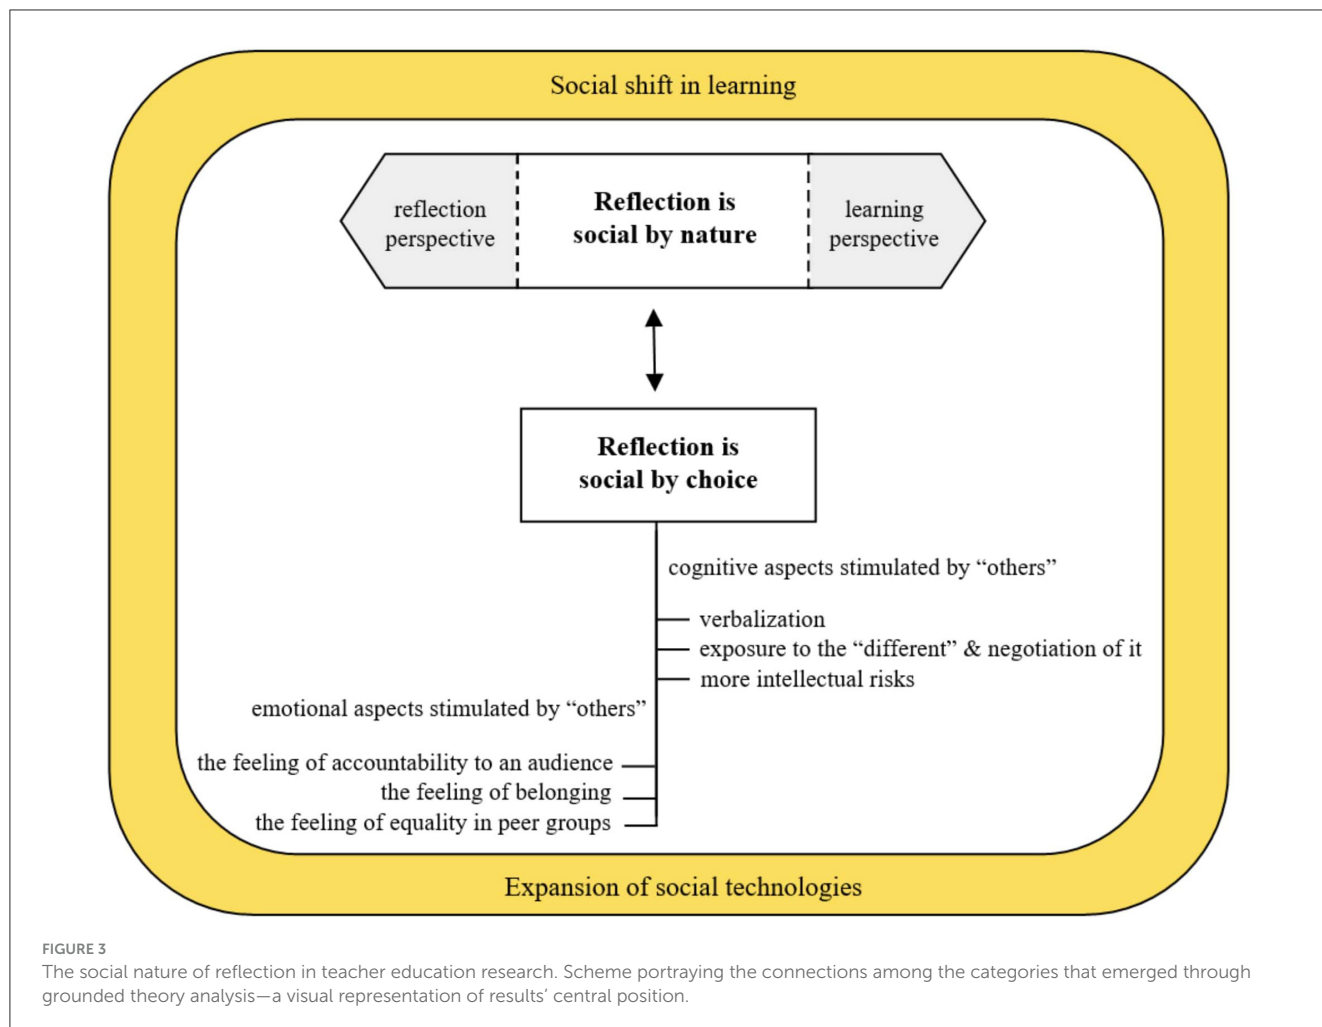 Social shift in learning
reflection
perspective
Reflection is
social by nature
learning
perspective
Reflection is
social by choice
cognitive aspects stimulated by “others”
verbalization
exposure to the “different” & negotiation of it
more intellectual risks
emotional aspects stimulated by “others”
the feeling of accountability to an audience
the feeling of belonging
the feeling of equality in peer groups
Expansion of social technologies
FIGURE 3
The social nature of reflection in teacher education research. Scheme portraying the connections among the categories that emerged through
grounded theory analysis—a visual representation of results’ central position.